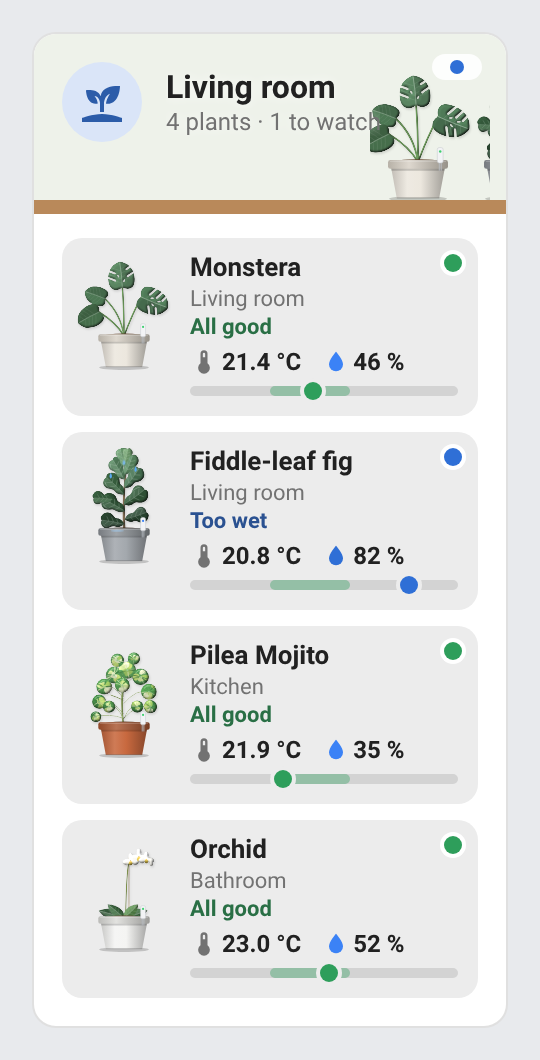 Living room
4 plants · 1 to watch
Monstera
Living room
All good
21.4 °C 46 %
Fiddle-leaf fig
Living room
Too wet
20.8 °C 82 %
Pilea Mojito
Kitchen
All good
21.9 °C 35 %
Orchid
Bathroom
All good
23.0 °C 52 %